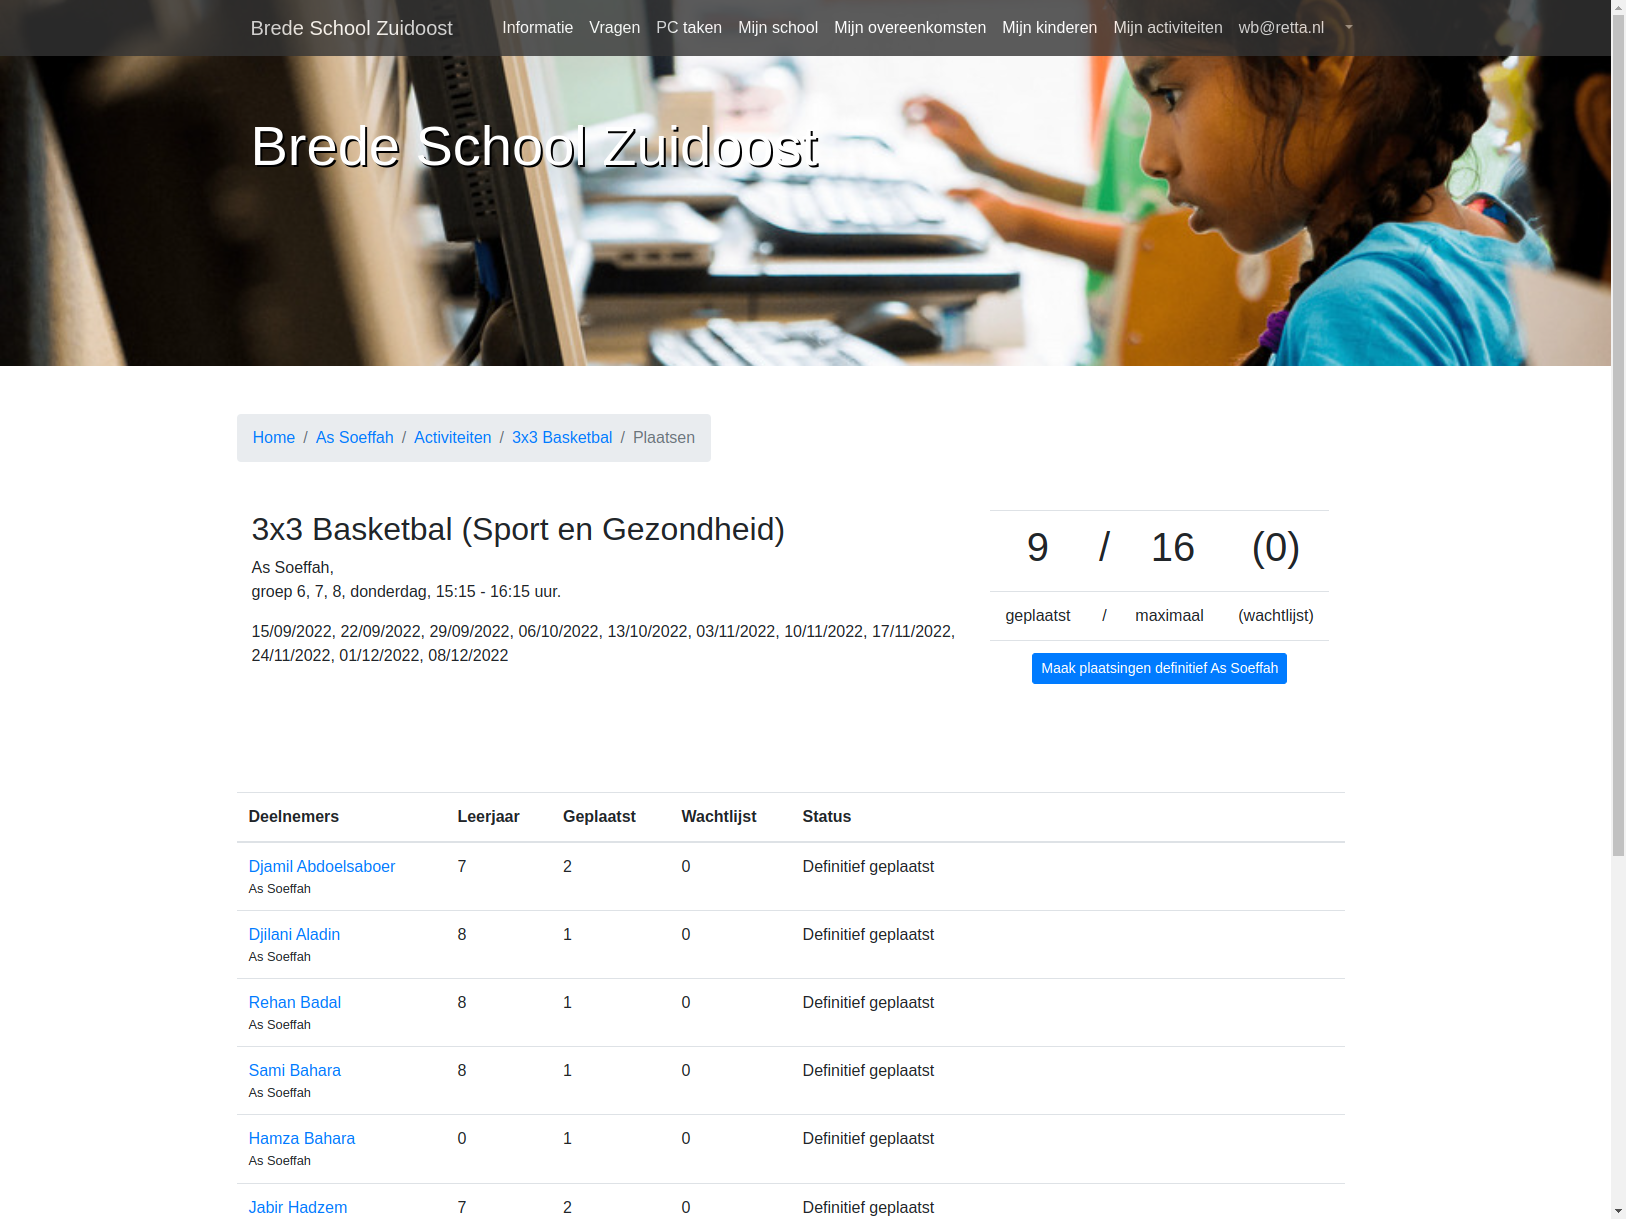 Brede School Zuidoost Informatie Vragen PC taken Mijn school Mijn overeenkomsten Mijn kinderen Mijn activiteiten wb@retta.nl
Brede School Zuidoost
Home / As Soeffah / Activiteiten / 3x3 Basketbal / Plaatsen
3x3 Basketbal (Sport en Gezondheid)
As Soeffah,
groep 6, 7, 8, donderdag, 15:15 - 16:15 uur.
15/09/2022, 22/09/2022, 29/09/2022, 06/10/2022, 13/10/2022, 03/11/2022, 10/11/2022, 17/11/2022,
24/11/2022, 01/12/2022, 08/12/2022
9 / 16 (0)
geplaatst / maximaal (wachtlijst)
Maak plaatsingen definitief As Soeffah
Deelnemers Leerjaar Geplaatst Wachtlijst Status
Djamil Abdoelsaboer 7 2 0 Definitief geplaatst
As Soeffah
Djilani Aladin 8 1 0 Definitief geplaatst
As Soeffah
Rehan Badal 8 1 0 Definitief geplaatst
As Soeffah
Sami Bahara 8 1 0 Definitief geplaatst
As Soeffah
Hamza Bahara 0 1 0 Definitief geplaatst
As Soeffah
Jabir Hadzem 7 2 0 Definitief geplaatst